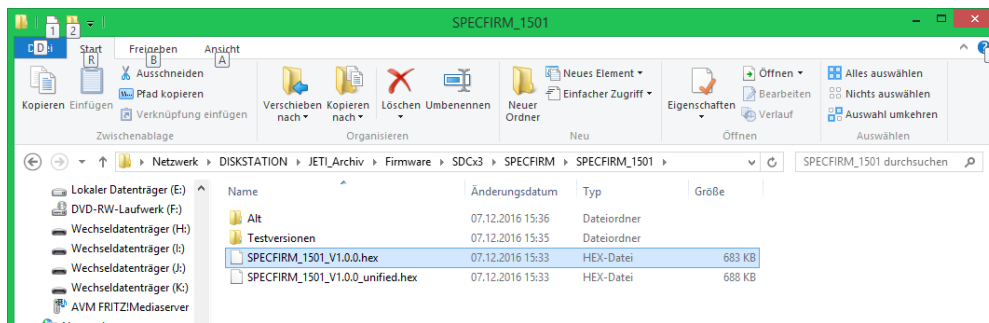 SPECFIRM_1501
1 2
Datei Start Freigeben Ansicht
D R B A
Ausschneiden
Pfad kopieren
Verknüpfung einfügen
Kopieren Einfügen
Zwischenablage
Verschieben nach Kopieren nach Löschen Umbenennen
Organisieren
Neuer Ordner
Neues Element
Einfacher Zugriff
Neu
Eigenschaften
Öffnen
Bearbeiten
Verlauf
Öffnen
Alles auswählen
Nichts auswählen
Auswahl umkehren
Auswählen
Netzwerk DISKSTATION JETI_Archiv Firmware SDCx3 SPECFIRM SPECFIRM_1501
SPECFIRM_1501 durchsuchen
Lokaler Datenträger (E:)
DVD-RW-Laufwerk (F:)
Wechseldatenträger (H:)
Wechseldatenträger (I:)
Wechseldatenträger (J:)
Wechseldatenträger (K:)
AVM FRITZ!Mediaserver
Name Änderungsdatum Typ Größe
Alt 07.12.2016 15:36 Dateiordner
Testversionen 07.12.2016 15:35 Dateiordner
SPECFIRM_1501_V1.0.0.hex 07.12.2016 15:33 HEX-Datei 683 KB
SPECFIRM_1501_V1.0.0_unified.hex 07.12.2016 15:33 HEX-Datei 688 KB